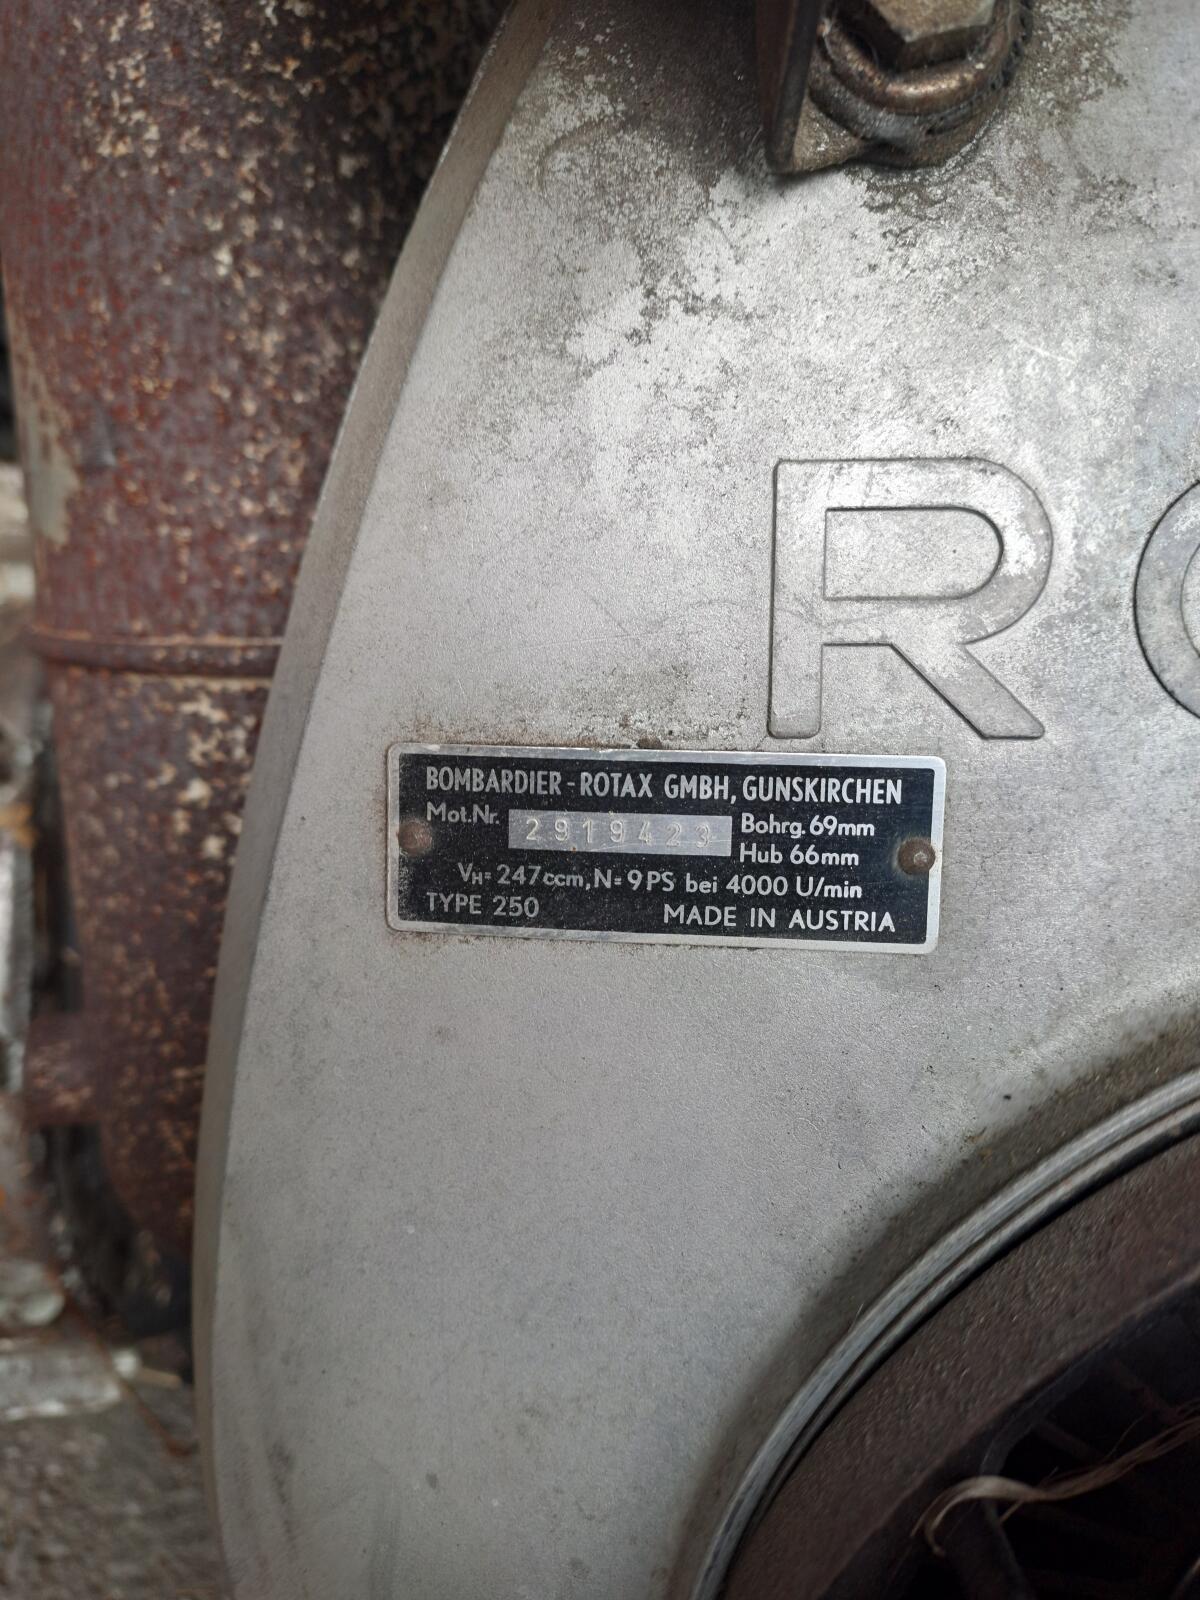 R
BOMBARDIER-ROTAX GMBH, GUNSKIRCHEN
Mot.Nr. 2919423 Bohrg. 69mm
Hub 66mm
VH= 247ccm, N= 9PS bei 4000 U/min
TYPE 250 MADE IN AUSTRIA